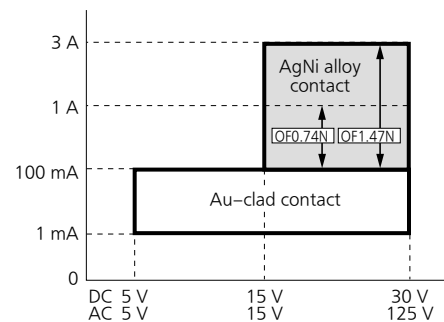 3 A
AgNi alloy
contact
1 A
OF0.74N OF1.47N
100 mA
Au–clad contact
1 mA
0
DC 5 V 15 V 30 V
AC 5 V 15 V 125 V